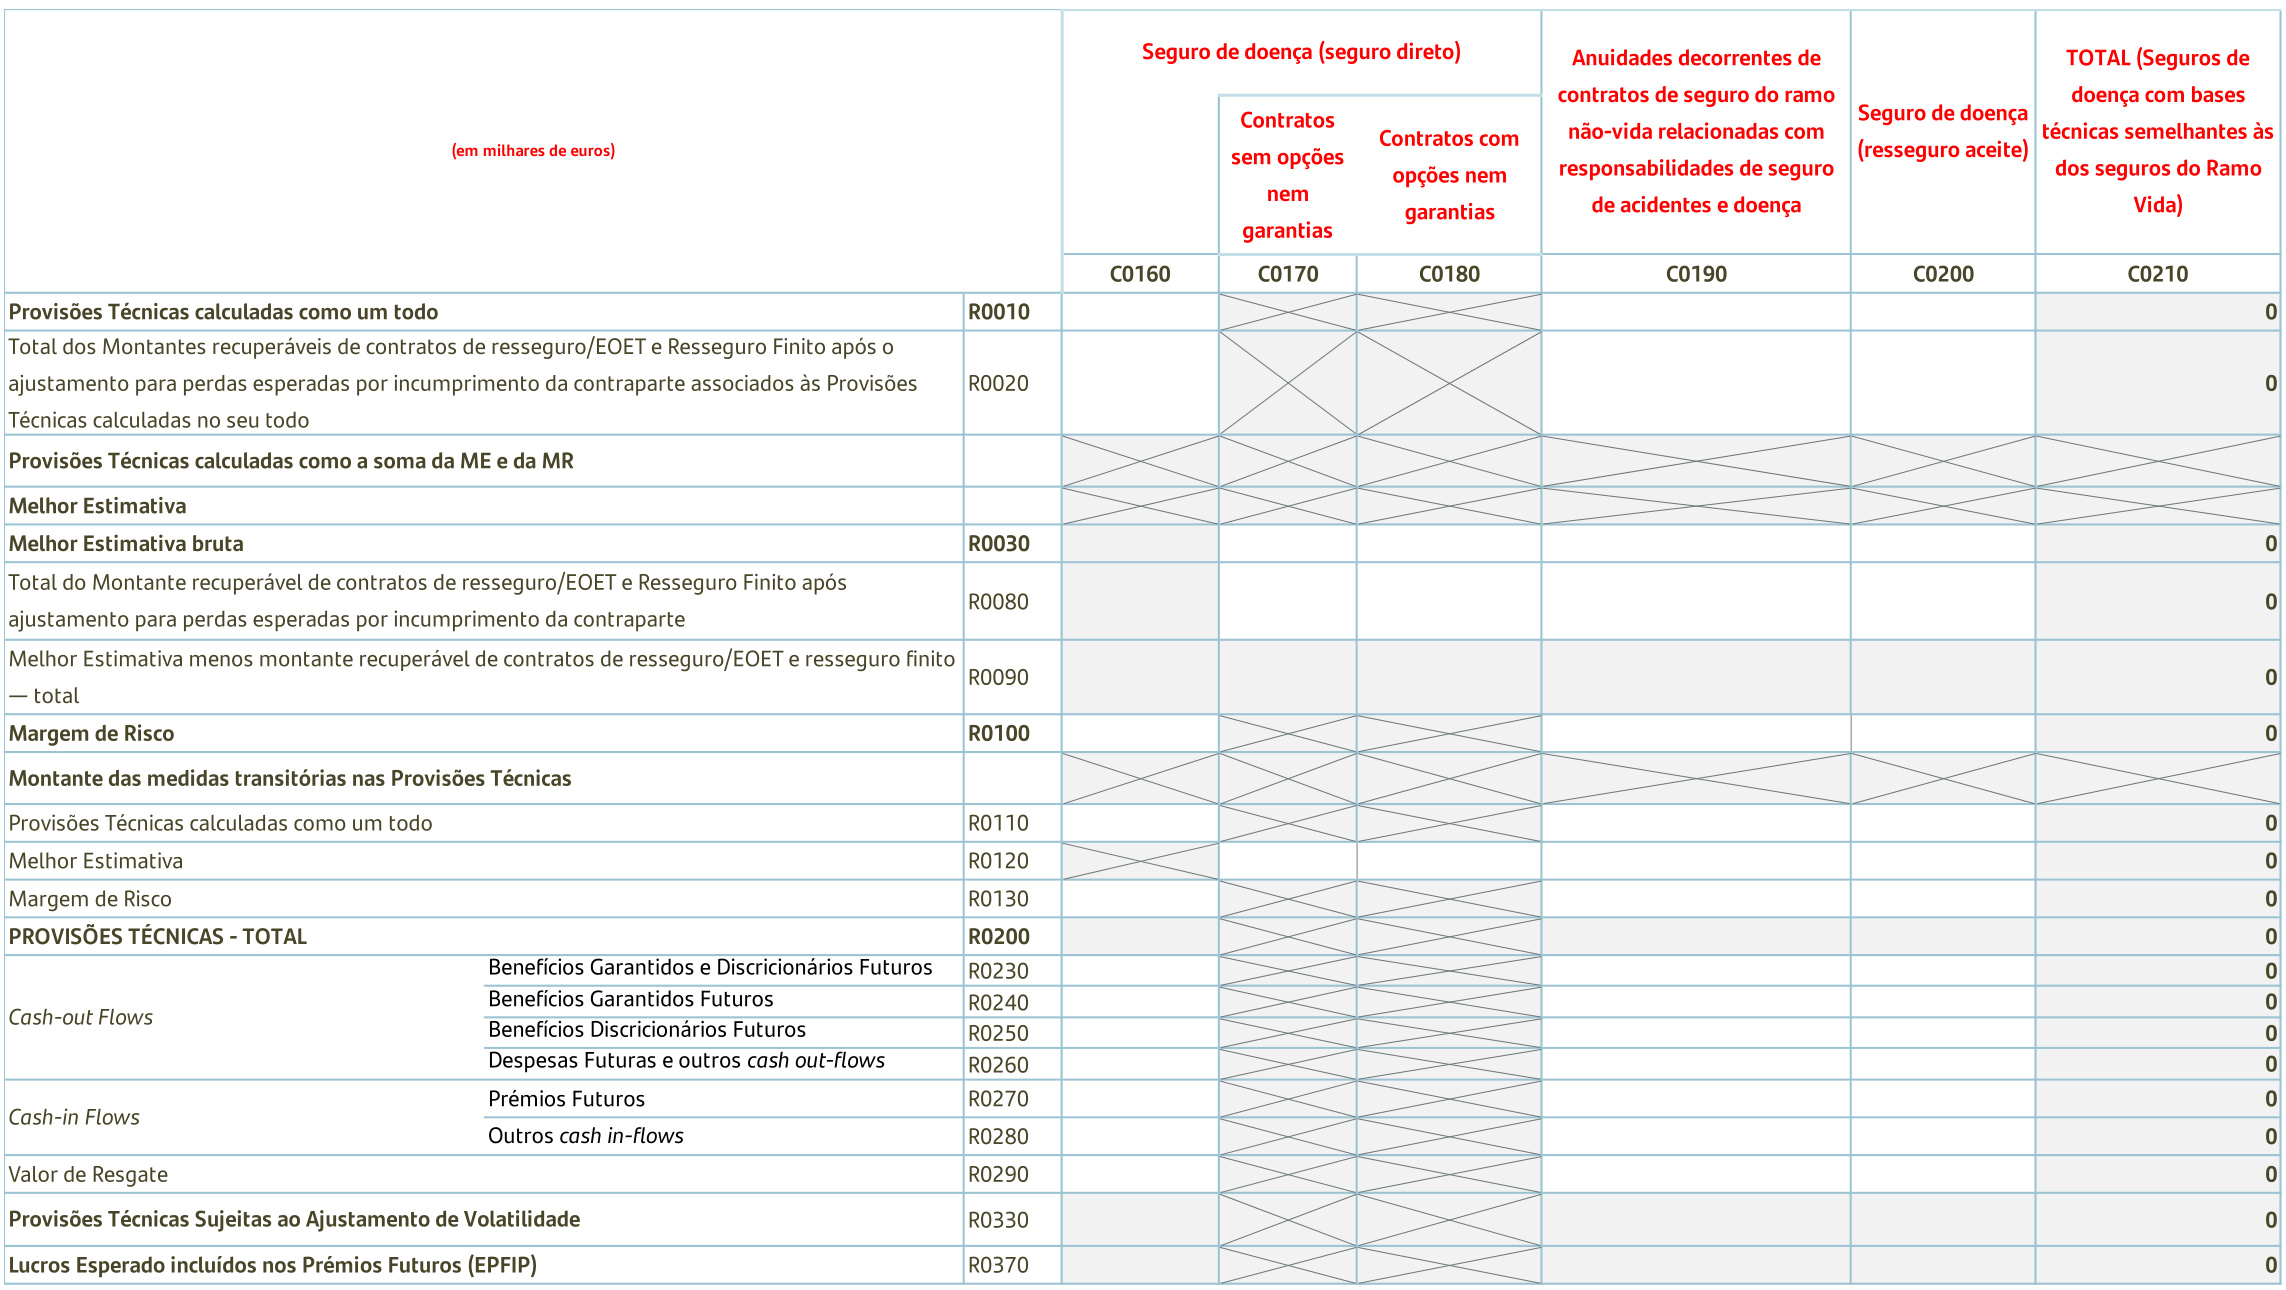 Seguro de doença (seguro direto)
Anuidades decorrentes de
contratos de seguro do ramo
não-vida relacionadas com
responsabilidades de seguro
de acidentes e doença
Seguro de doença
(resseguro aceite)
TOTAL (Seguros de
doença com bases
técnicas semelhantes às
dos seguros do Ramo
Vida)
(em milhares de euros)
Contratos
sem opções
nem
garantias
Contratos com
opções nem
garantias
C0160 C0170 C0180 C0190 C0200 C0210
Provisões Técnicas calculadas como um todo R0010 0
Total dos Montantes recuperáveis de contratos de resseguro/EOET e Resseguro Finito após o
ajustamento para perdas esperadas por incumprimento da contraparte associados às Provisões R0020 0
Técnicas calculadas no seu todo
Provisões Técnicas calculadas como a soma da ME e da MR
Melhor Estimativa
Melhor Estimativa bruta R0030 0
Total do Montante recuperável de contratos de resseguro/EOET e Resseguro Finito após
ajustamento para perdas esperadas por incumprimento da contraparte
R0080 0
Melhor Estimativa menos montante recuperável de contratos de resseguro/EOET e resseguro finito
— total
R0090 0
Margem de Risco R0100 0
Montante das medidas transitórias nas Provisões Técnicas
Provisões Técnicas calculadas como um todo R0110 0
Melhor Estimativa R0120 0
Margem de Risco R0130 0
PROVISÕES TÉCNICAS - TOTAL R0200 0
Cash-out Flows
Benefícios Garantidos e Discricionários Futuros R0230 0
Benefícios Garantidos Futuros R0240 0
Benefícios Discricionários Futuros R0250 0
Despesas Futuras e outros cash out-flows R0260 0
Cash-in Flows
Prémios Futuros R0270 0
Outros cash in-flows R0280 0
Valor de Resgate R0290 0
Provisões Técnicas Sujeitas ao Ajustamento de Volatilidade R0330 0
Lucros Esperado incluídos nos Prémios Futuros (EPFIP) R0370 0